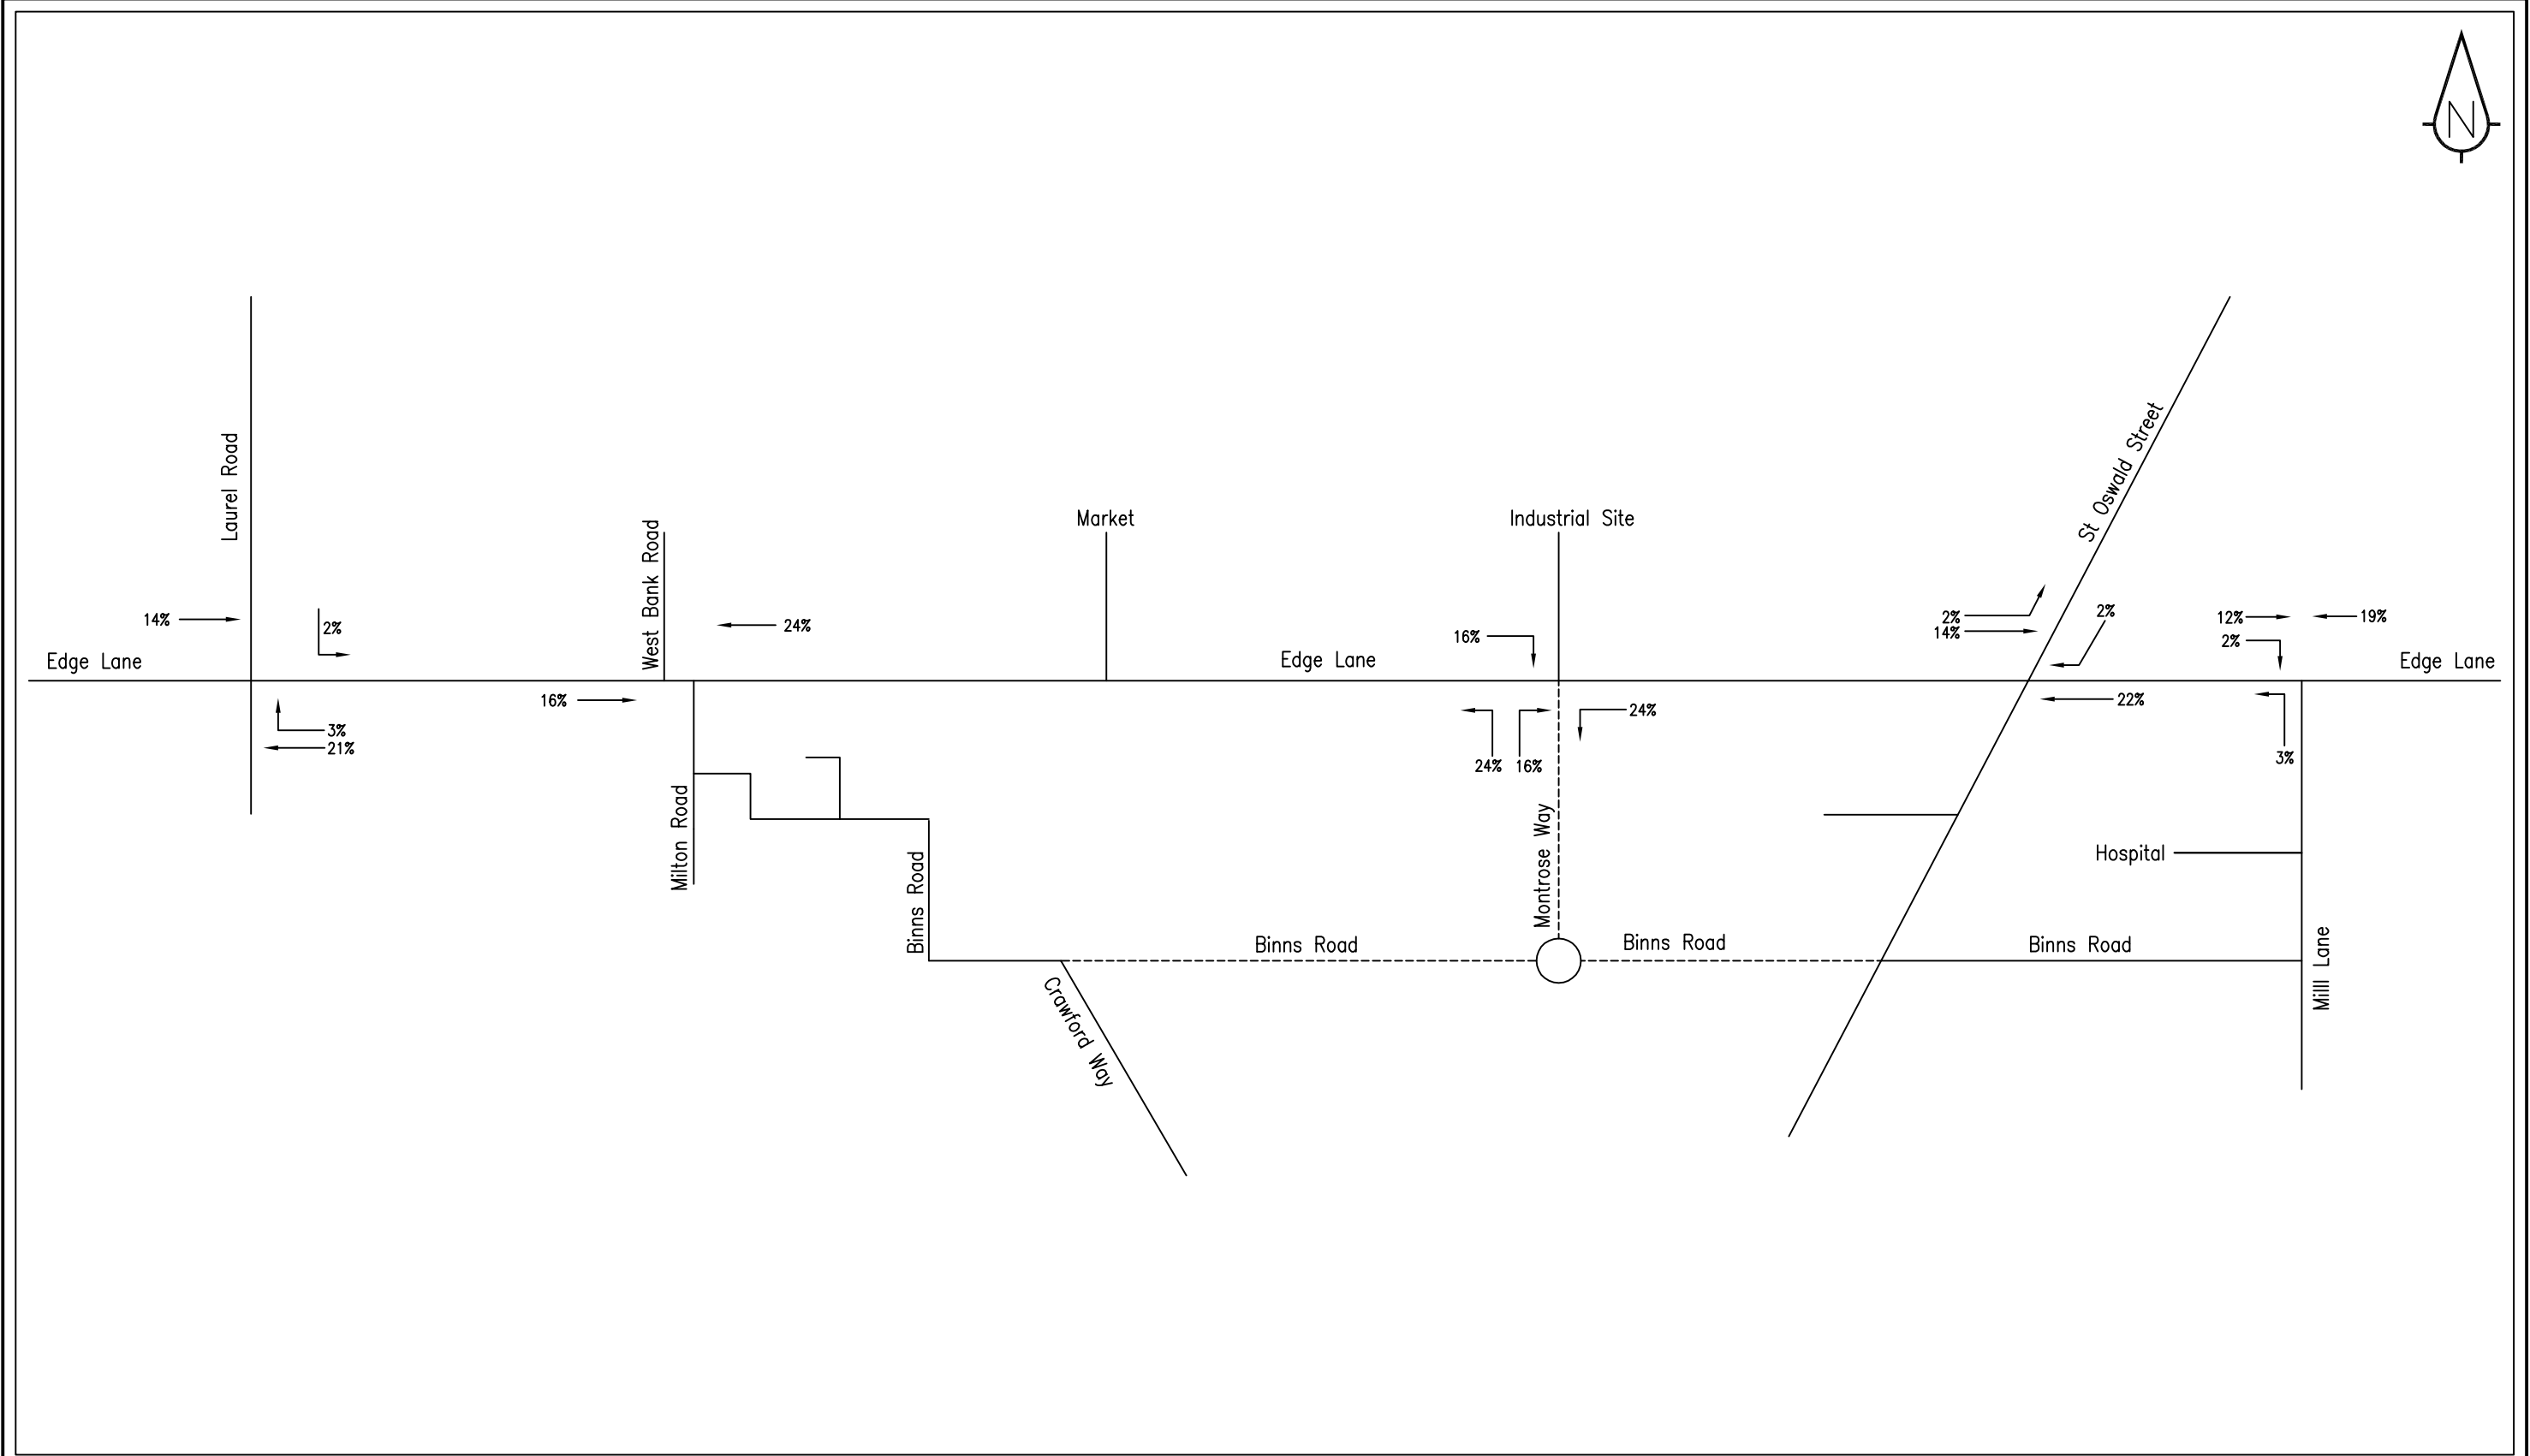 N
Laurel Road
St Oswald Street
West Bank Road
Market
Industrial Site
14%
2%
24%
16%
2%
14%
2%
12%
2%
19%
Edge Lane
Edge Lane
Edge Lane
16%
3%
21%
24%
16%
24%
22%
3%
Milton Road
Binns Road
Montrose Way
Hospital
Binns Road
Binns Road
Binns Road
Milll Lane
Crawford Way